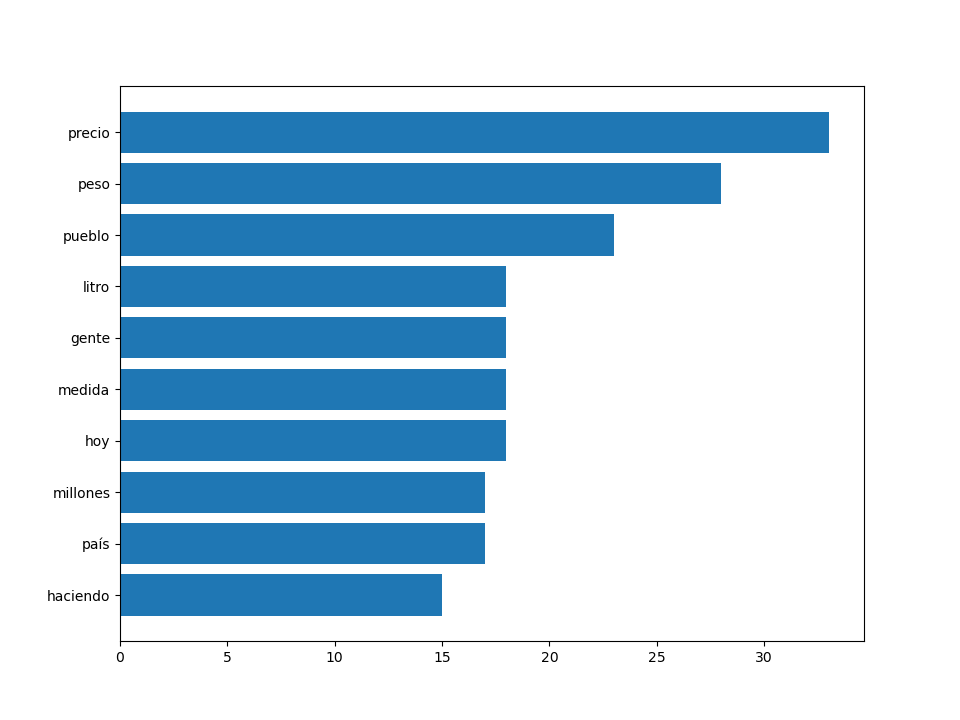 precio
peso
pueblo
litro
gente
medida
hoy
millones
país
haciendo
0 5 10 15 20 25 30